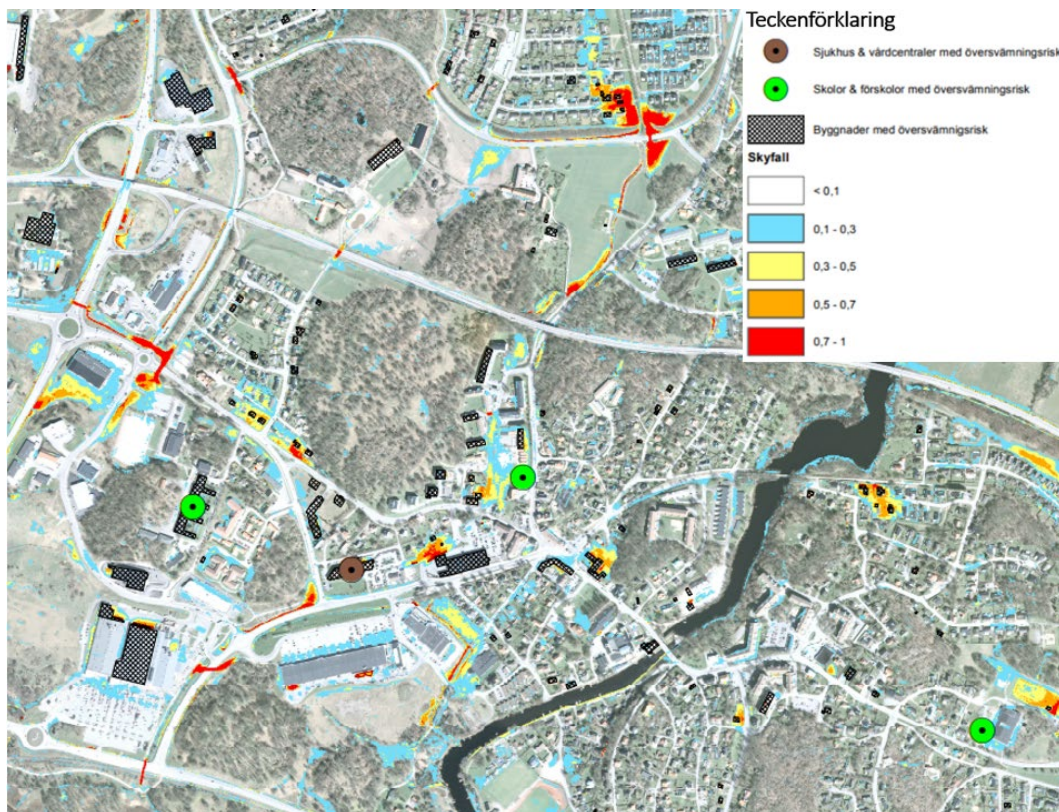 Teckenförklaring
Sjukhus & vårdcentraler med översvämningsrisk
Skolor & förskolor med översvämningsrisk
Byggnader med översvämnigsrisk
Skyfall
< 0,1
0,1 - 0,3
0,3 - 0,5
0,5 - 0,7
0,7 - 1